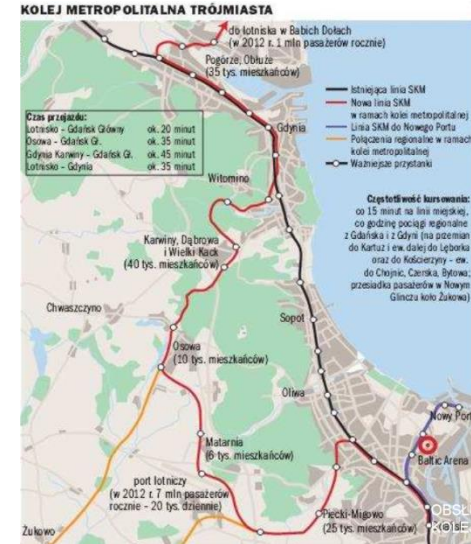 KOLEJ METROPOLITALNA TRÓJMIASTA
do lotniska w Babich Dołach
(w 2012 r. 1 mln pasażerów rocznie)
Pogórze, Obłuże
(35 tys. mieszkańców)
Istniejąca linia SKM
Nowa linia SKM
w ramach kolei metropolitalnej
Linia SKM do Nowego Portu
Połączenia regionalne w ramach
kolei metropolitalnej
Ważniejsze przystanki
Czas przejazdu:
Lotnisko - Gdańsk Główny ok. 20 minut
Osowa - Gdańsk Gł. ok. 35 minut
Gdynia Karwiny - Gdańsk Gł. ok. 45 minut
Lotnisko - Gdynia ok. 35 minut
Gdynia
Witomino
Częstotliwość kursowania:
co 15 minut na linii miejskiej,
co godzinę pociągi regionalne
z Gdańska i z Gdyni (na przemian
do Kartuz i ew. dalej do Lęborka
oraz do Kościerzyny - ew.
do Chojnic, Czerska, Bytowa;
przesiadka pasażerów w Nowym
Glinczu koło Żukowa)
Karwiny, Dąbrowa
i Wielki Kack
(40 tys. mieszkańców)
Chwaszczyno
Sopot
Osowa
(10 tys. mieszkańców)
Oliwa
Nowy Port
Matarnia
(6 tys. mieszkańców)
Baltic Arena
port lotniczy
(w 2012 r. 7 mln pasażerów
rocznie - 20 tys. dziennie)
Piecki-Migowo
(25 tys. mieszkańców)
Żukowo